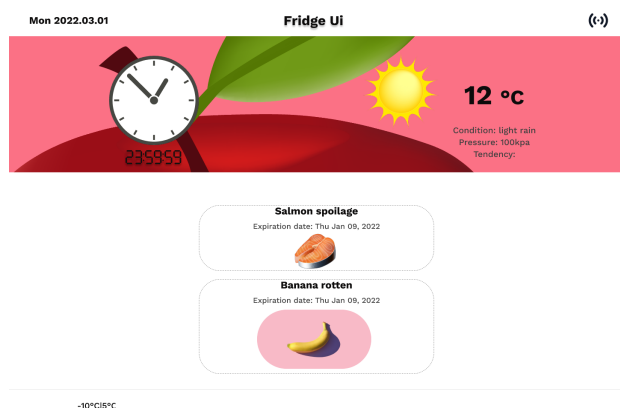 Mon 2022.03.01
Fridge Ui
12 °C
Condition: light rain
Pressure: 100kpa
Tendency:
23:59:59
Salmon spoilage
Expiration date: Thu Jan 09, 2022
Banana rotten
Expiration date: Thu Jan 09, 2022
-10°C|5°C